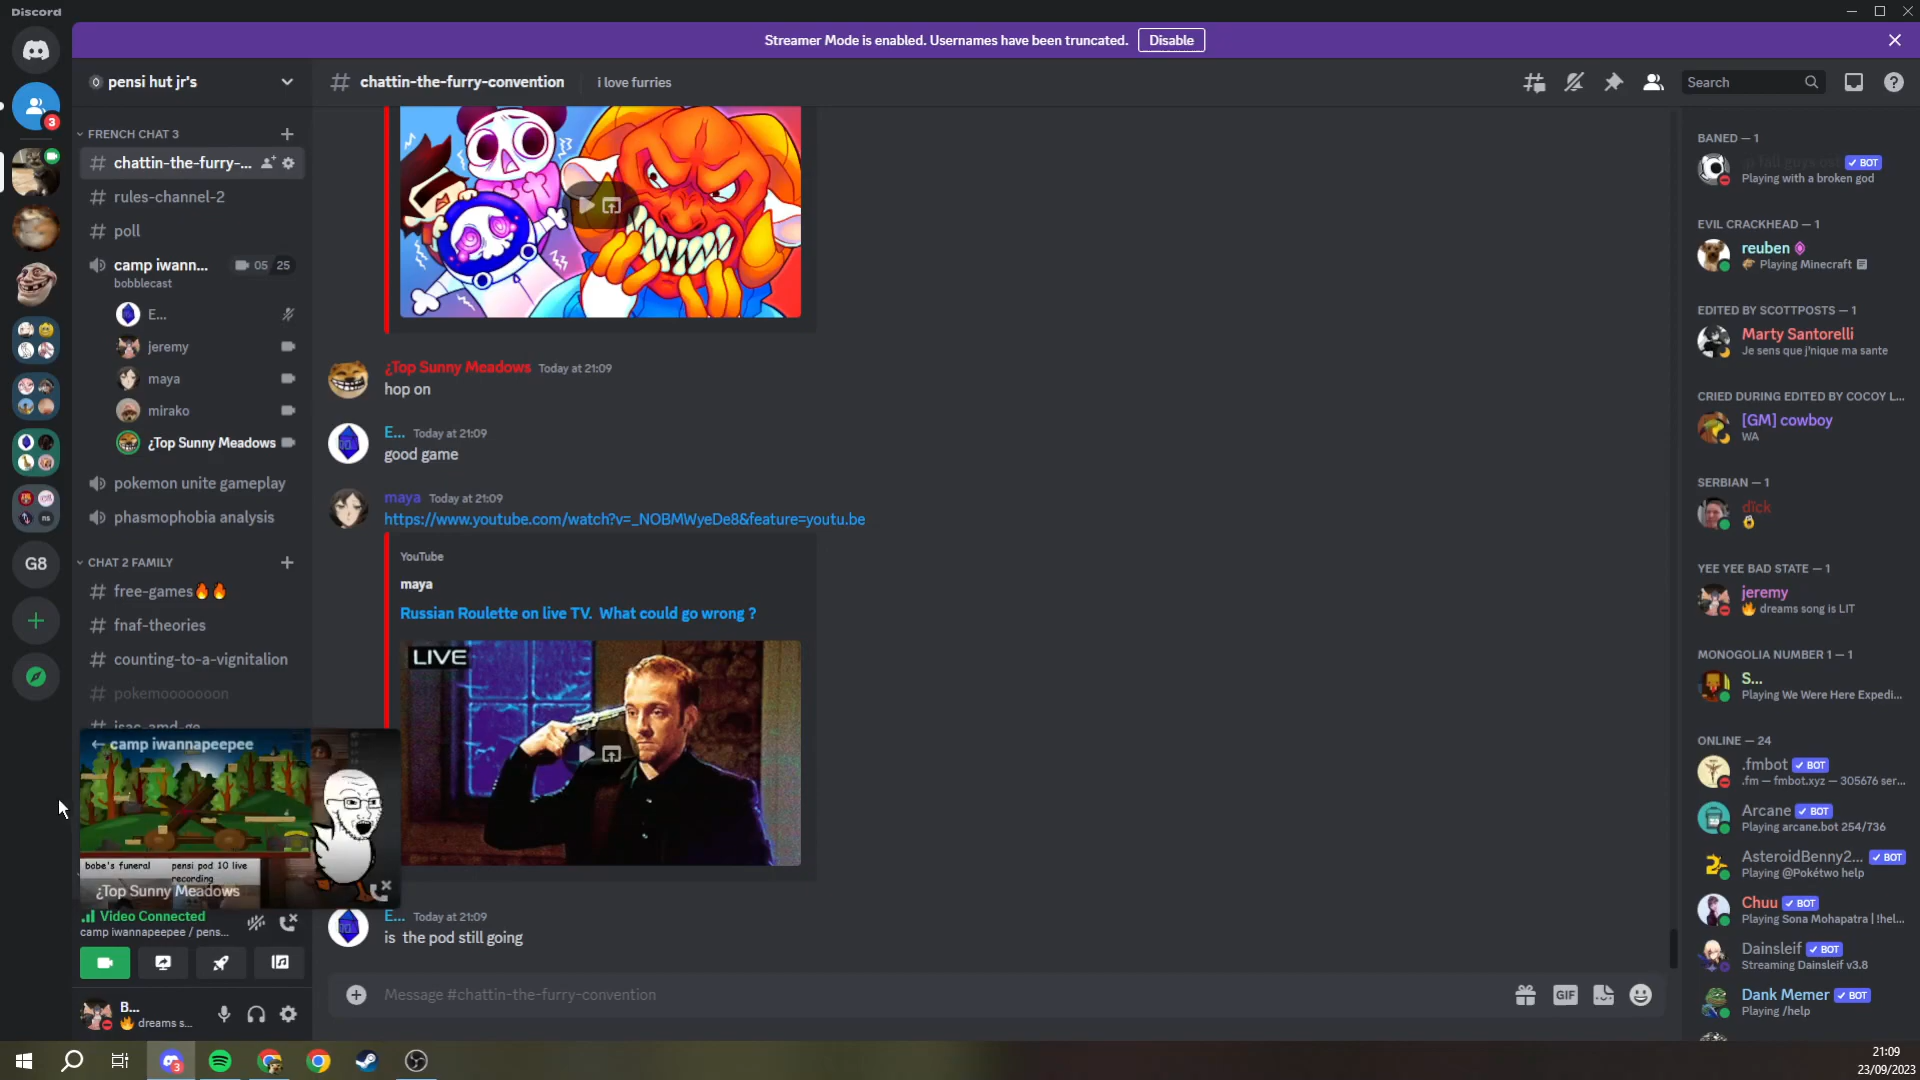 Discord
Streamer Mode is enabled. Usernames have been truncated.
Disable
pensi hut jr's
chattin-the-furry-convention
i love furries
Search
3
FRENCH CHAT 3
chattin-the-furry-...
rules-channel-2
poll
camp iwann...
05 25
bobblecast
E...
jeremy
maya
mirako
¿Top Sunny Meadows
pokemon unite gameplay
phasmophobia analysis
G8
CHAT 2 FAMILY
free-games🔥🔥
fnaf-theories
counting-to-a-vignitalion
pokemooooooon
camp iwannapeepee
bobe's funeral
pensi pod 10 live
recording
¿Top Sunny Meadows
Video Connected
camp iwannapeepee / pens...
B...
🔥 dreams s...
¿Top Sunny Meadows Today at 21:09
hop on
E... Today at 21:09
good game
maya Today at 21:09
https://www.youtube.com/watch?v=_NOBMWyeDe8&feature=youtu.be
YouTube
maya
Russian Roulette on live TV. What could go wrong ?
LIVE
E... Today at 21:09
is the pod still going
Message #chattin-the-furry-convention
GIF
BANED — 1
BOT
Playing with a broken god
EVIL CRACKHEAD — 1
reuben
Playing Minecraft
EDITED BY SCOTTPOSTS — 1
Marty Santorelli
Je sens que j'nique ma sante
CRIED DURING EDITED BY COCOY L...
[GM] cowboy
WA
SERBIAN — 1
dïck
YEE YEE BAD STATE — 1
jeremy
🔥 dreams song is LIT
MONOGOLIA NUMBER 1 — 1
S...
Playing We Were Here Expedi...
ONLINE — 24
.fmbot BOT
.fm — fmbot.xyz — 305676 ser...
Arcane BOT
Playing arcane.bot 254/736
AsteroidBenny2... BOT
Playing @Pokétwo help
Chuu BOT
Playing Sona Mohapatra | !hel...
Dainsleif BOT
Streaming Dainsleif v3.8
Dank Memer BOT
Playing /help
3
21:09
23/09/2023